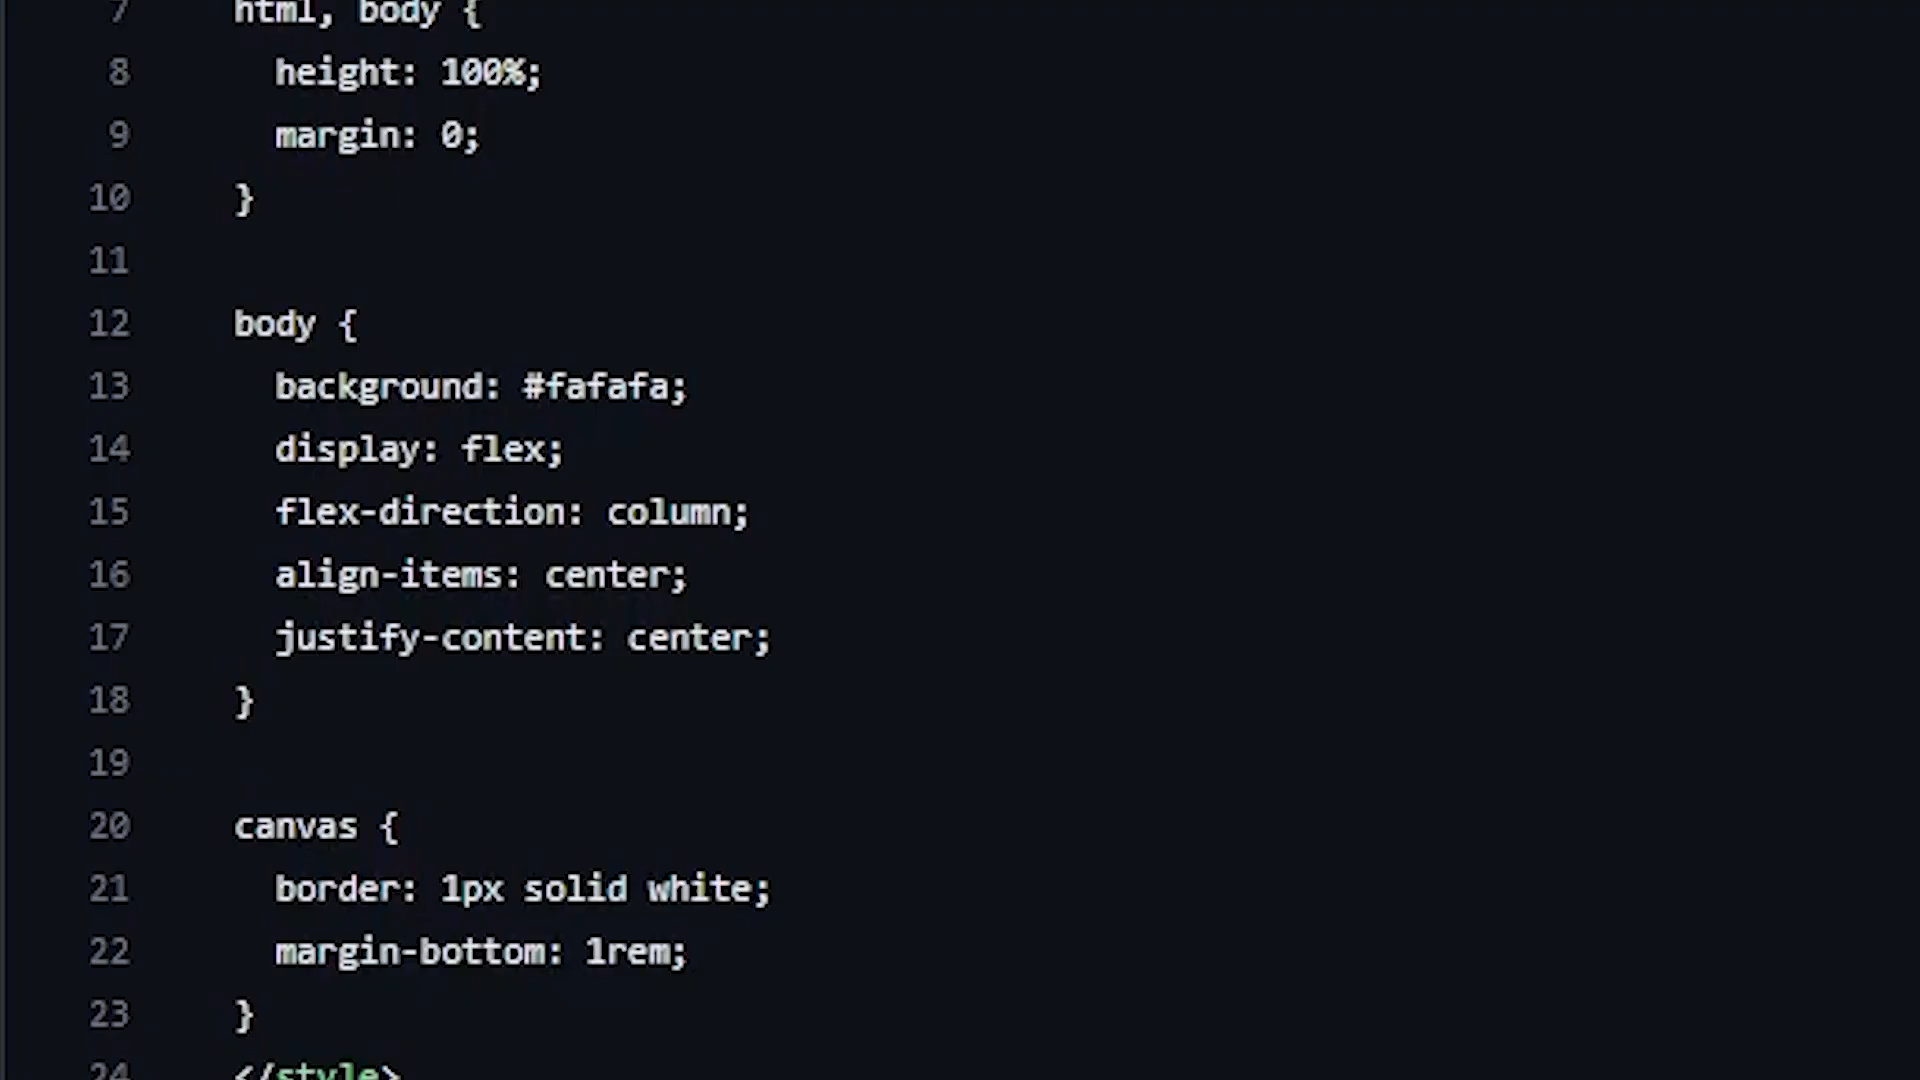 7 html, body {
8 height: 100%;
9 margin: 0;
10 }
11
12 body {
13 background: #fafafa;
14 display: flex;
15 flex-direction: column;
16 align-items: center;
17 justify-content: center;
18 }
19
20 canvas {
21 border: 1px solid white;
22 margin-bottom: 1rem;
23 }
24 </style>